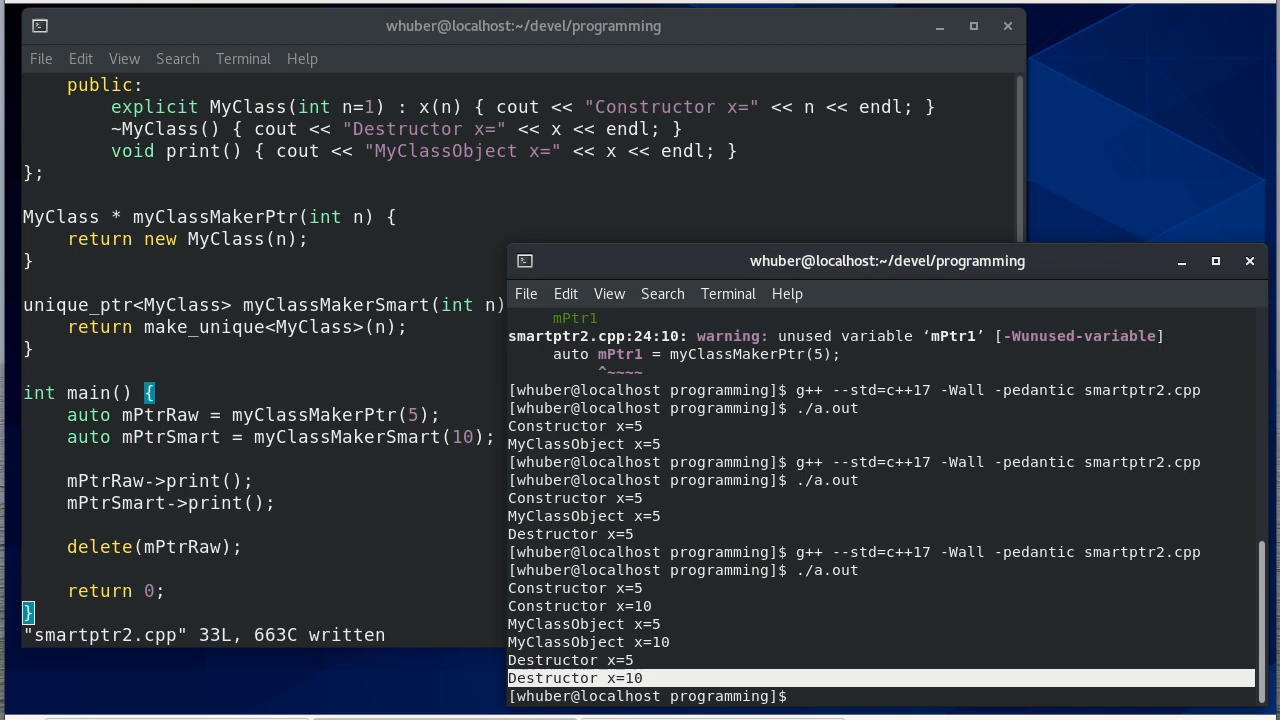 whuber@localhost:~/devel/programming
File Edit View Search Terminal Help
    public:
        explicit MyClass(int n=1) : x(n) { cout << "Constructor x=" << n << endl; }
        ~MyClass() { cout << "Destructor x=" << x << endl; }
        void print() { cout << "MyClassObject x=" << x << endl; }
};
MyClass * myClassMakerPtr(int n) {
    return new MyClass(n);
}
unique_ptr<MyClass> myClassMakerSmart(int n)
    return make_unique<MyClass>(n);
}
int main() {
    auto mPtrRaw = myClassMakerPtr(5);
    auto mPtrSmart = myClassMakerSmart(10);
    mPtrRaw->print();
    mPtrSmart->print();
    delete(mPtrRaw);
    return 0;
}
"smartptr2.cpp" 33L, 663C written
whuber@localhost:~/devel/programming
File Edit View Search Terminal Help
     mPtr1
smartptr2.cpp:24:10: warning: unused variable ‘mPtr1’ [-Wunused-variable]
     auto mPtr1 = myClassMakerPtr(5);
          ^~~~~
[whuber@localhost programming]$ g++ --std=c++17 -Wall -pedantic smartptr2.cpp
[whuber@localhost programming]$ ./a.out
Constructor x=5
MyClassObject x=5
[whuber@localhost programming]$ g++ --std=c++17 -Wall -pedantic smartptr2.cpp
[whuber@localhost programming]$ ./a.out
Constructor x=5
MyClassObject x=5
Destructor x=5
[whuber@localhost programming]$ g++ --std=c++17 -Wall -pedantic smartptr2.cpp
[whuber@localhost programming]$ ./a.out
Constructor x=5
Constructor x=10
MyClassObject x=5
MyClassObject x=10
Destructor x=5
Destructor x=10
[whuber@localhost programming]$